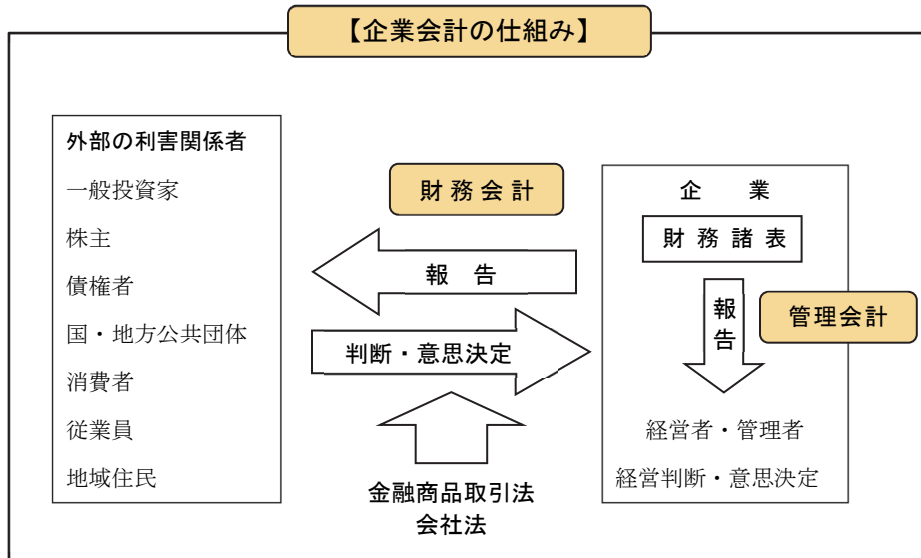 【企業会計の仕組み】
外部の利害関係者
一般投資家
株主
債権者
国・地方公共団体
消費者
従業員
地域住民
財務会計
報　告
判断・意思決定
金融商品取引法
会社法
企　　業
財務諸表
報告
管理会計
経営者・管理者
経営判断・意思決定